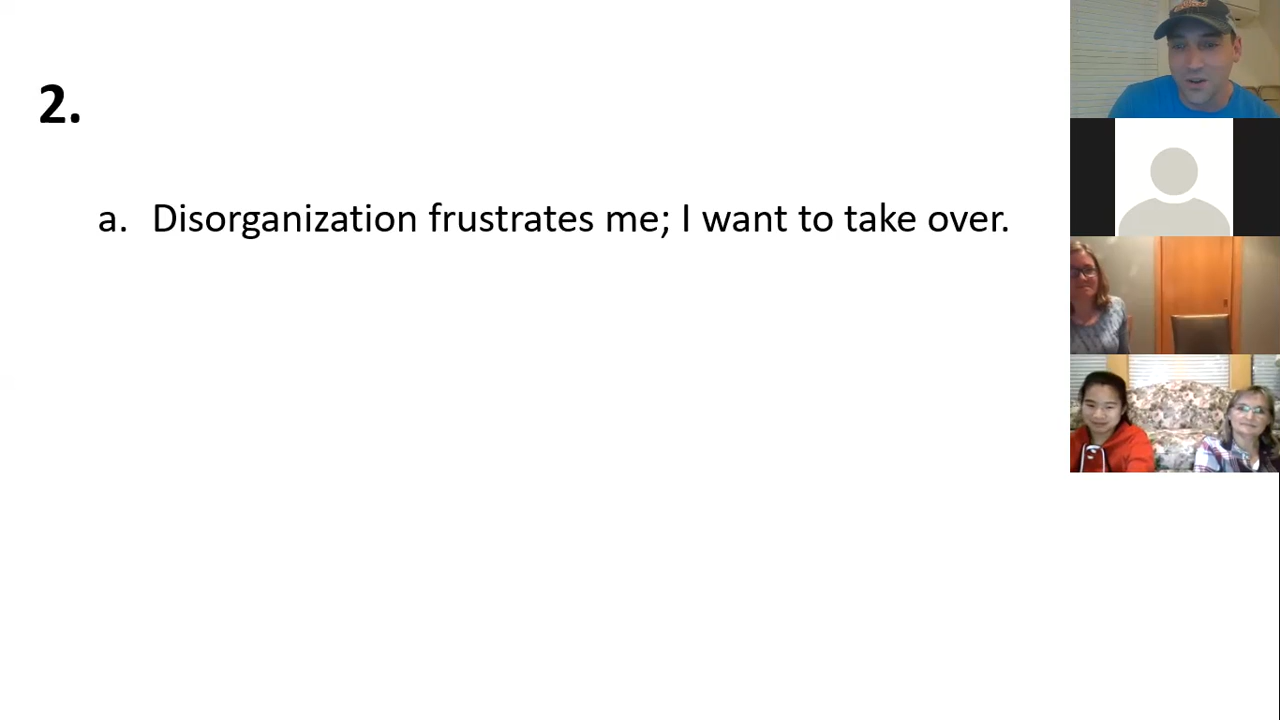 2.
a. Disorganization frustrates me; I want to take over.